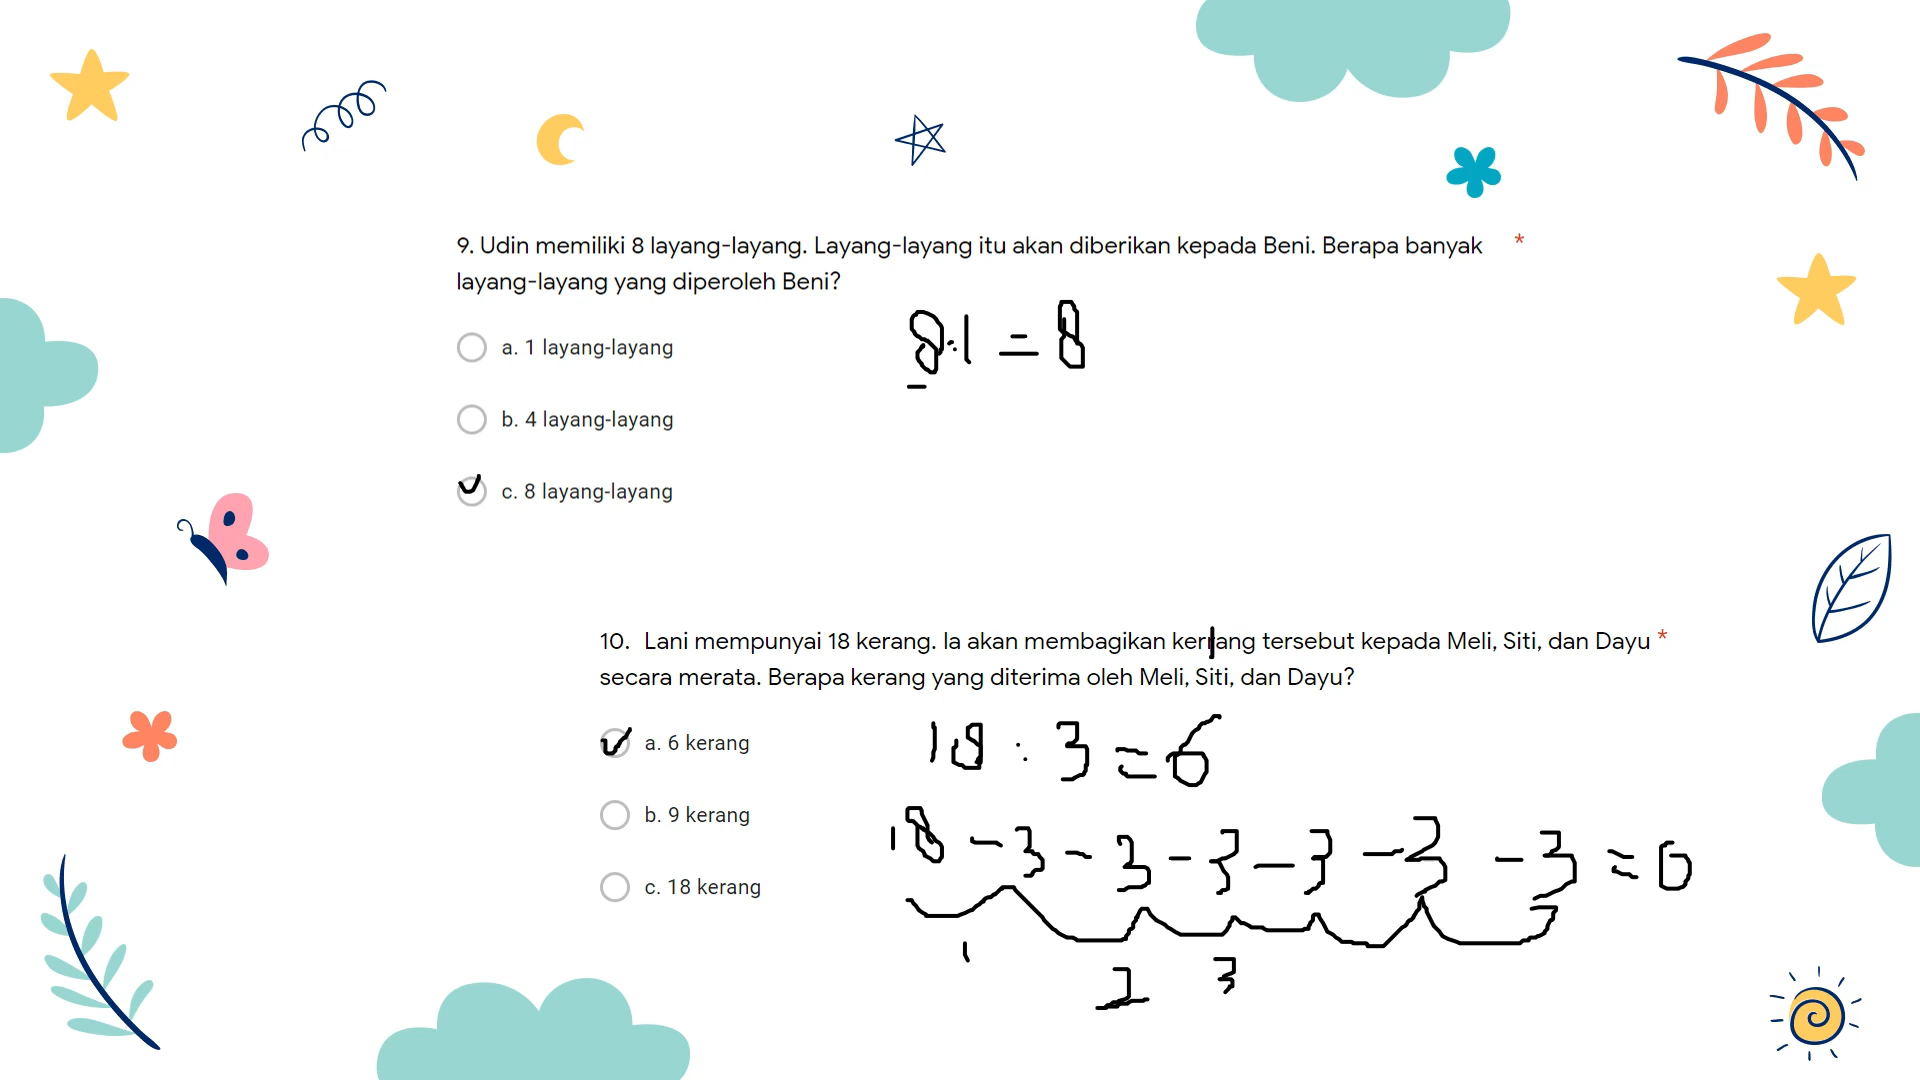 9. Udin memiliki 8 layang-layang. Layang-layang itu akan diberikan kepada Beni. Berapa banyak *
layang-layang yang diperoleh Beni?
8:1 = 8
a. 1 layang-layang
b. 4 layang-layang
c. 8 layang-layang
10. Lani mempunyai 18 kerang. Ia akan membagikan kerrang tersebut kepada Meli, Siti, dan Dayu *
secara merata. Berapa kerang yang diterima oleh Meli, Siti, dan Dayu?
18 : 3 = 6
a. 6 kerang
b. 9 kerang
18 - 3 - 3 - 3 - 3 - 3 - 3 = 0
c. 18 kerang
1
2 3